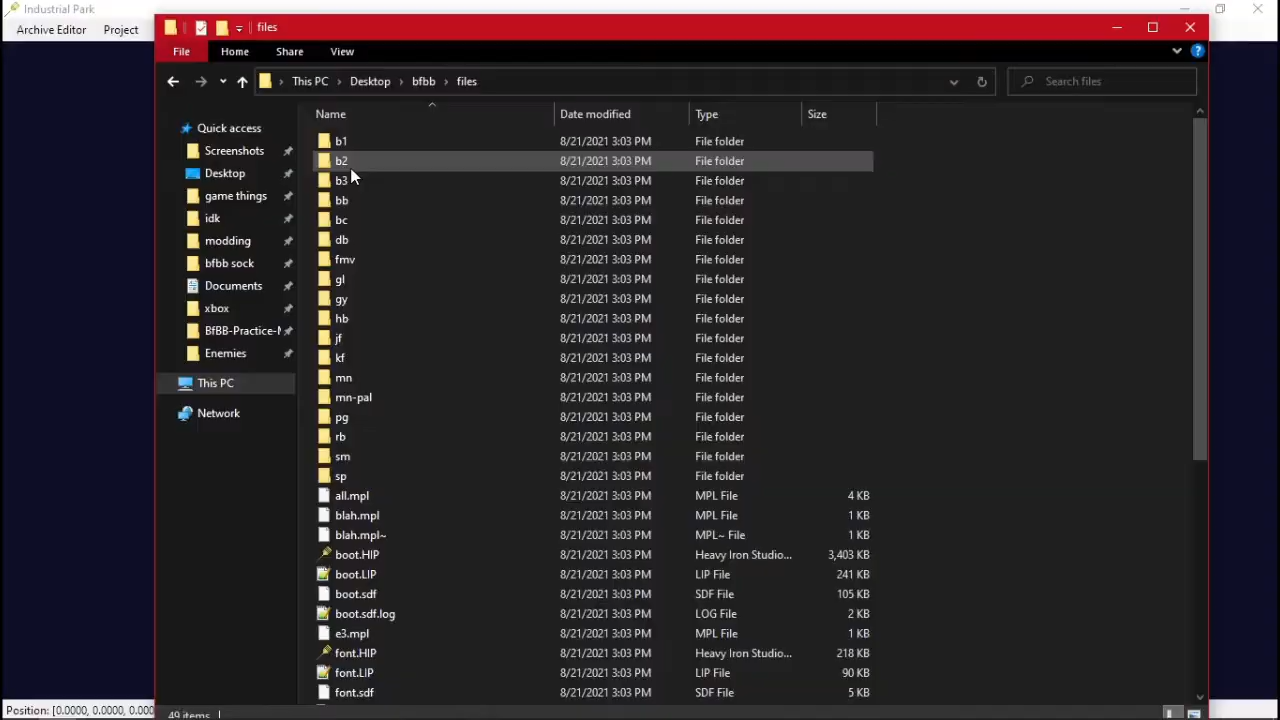 Industrial Park
Archive Editor Project
files
File Home Share View
This PC Desktop bfbb files
Search files
Name Date modified Type Size
Quick access
Screenshots
Desktop
game things
idk
modding
bfbb sock
Documents
xbox
BfBB-Practice-
Enemies
This PC
Network
b1 8/21/2021 3:03 PM File folder
b2 8/21/2021 3:03 PM File folder
b3 8/21/2021 3:03 PM File folder
bb 8/21/2021 3:03 PM File folder
bc 8/21/2021 3:03 PM File folder
db 8/21/2021 3:03 PM File folder
fmv 8/21/2021 3:03 PM File folder
gl 8/21/2021 3:03 PM File folder
gy 8/21/2021 3:03 PM File folder
hb 8/21/2021 3:03 PM File folder
jf 8/21/2021 3:03 PM File folder
kf 8/21/2021 3:03 PM File folder
mn 8/21/2021 3:03 PM File folder
mn-pal 8/21/2021 3:03 PM File folder
pg 8/21/2021 3:03 PM File folder
rb 8/21/2021 3:03 PM File folder
sm 8/21/2021 3:03 PM File folder
sp 8/21/2021 3:03 PM File folder
all.mpl 8/21/2021 3:03 PM MPL File 4 KB
blah.mpl 8/21/2021 3:03 PM MPL File 1 KB
blah.mpl~ 8/21/2021 3:03 PM MPL~ File 1 KB
boot.HIP 8/21/2021 3:03 PM Heavy Iron Studio... 3,403 KB
boot.LIP 8/21/2021 3:03 PM LIP File 241 KB
boot.sdf 8/21/2021 3:03 PM SDF File 105 KB
boot.sdf.log 8/21/2021 3:03 PM LOG File 2 KB
e3.mpl 8/21/2021 3:03 PM MPL File 1 KB
font.HIP 8/21/2021 3:03 PM Heavy Iron Studio... 218 KB
font.LIP 8/21/2021 3:03 PM LIP File 90 KB
font.sdf 8/21/2021 3:03 PM SDF File 5 KB
Position: [0.0000, 0.0000, 0.000
49 items